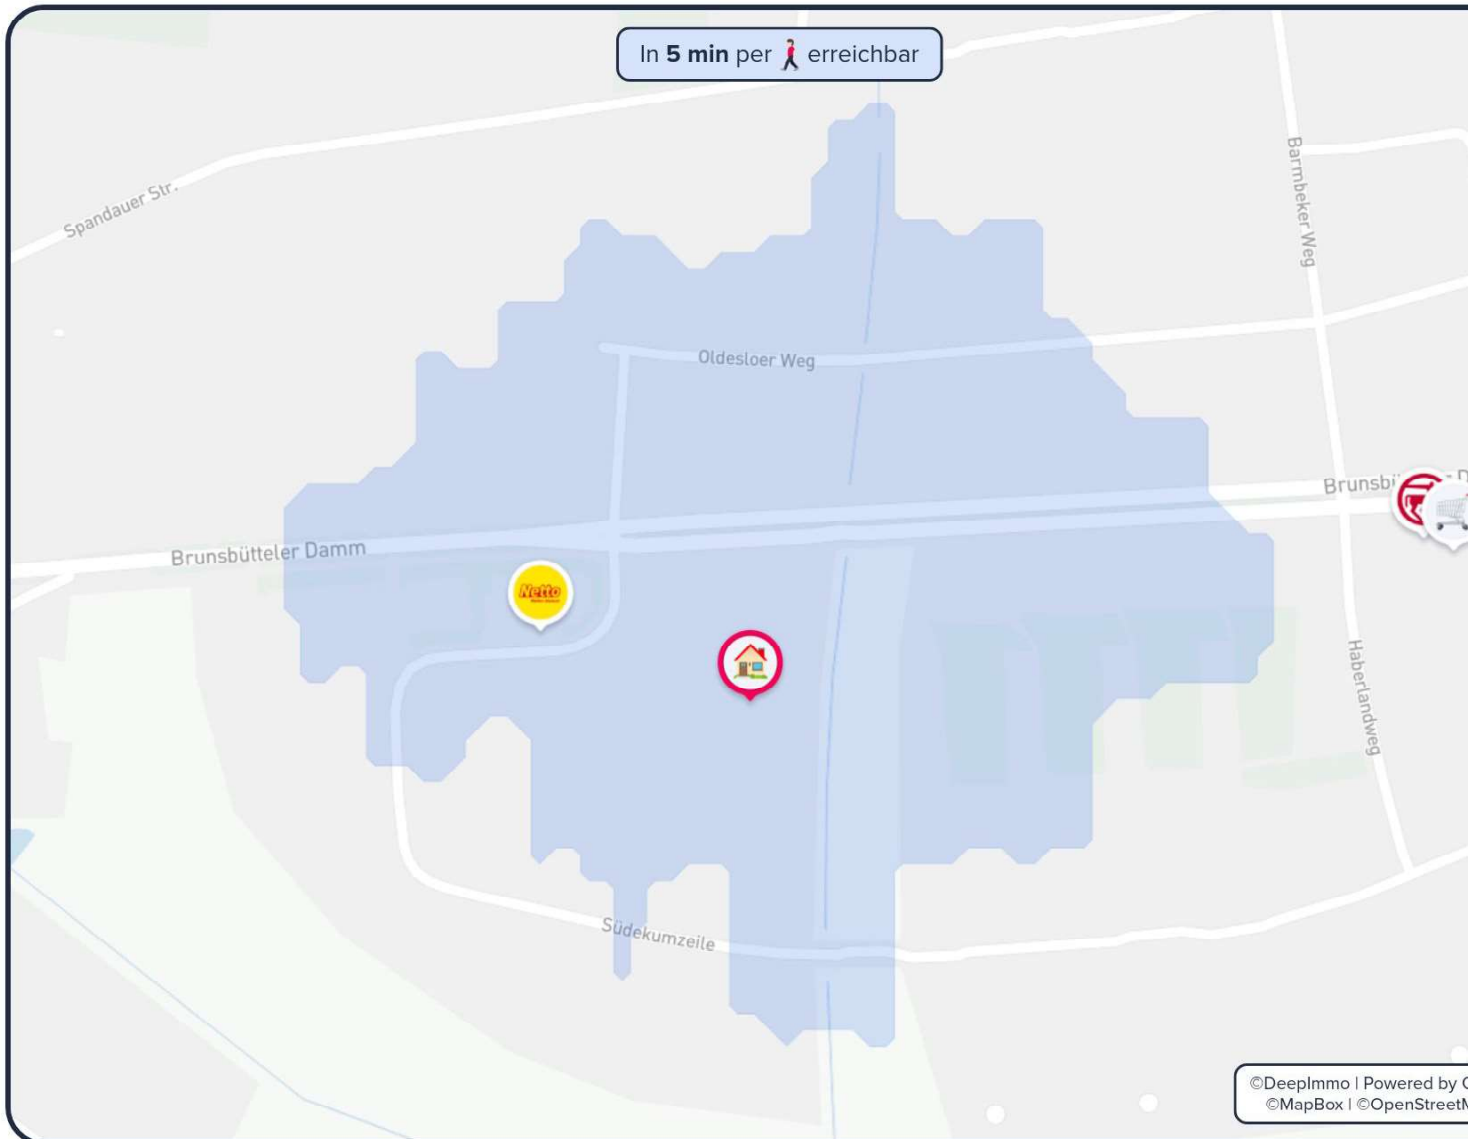 In 5 min per erreichbar
Spandauer Str.
Barmbeker Weg
Oldesloer Weg
Brunsbütteler Damm
Netto
Haberlandweg
Südekumzeile
©DeepImmo | Powered by
©MapBox | ©OpenStreetM